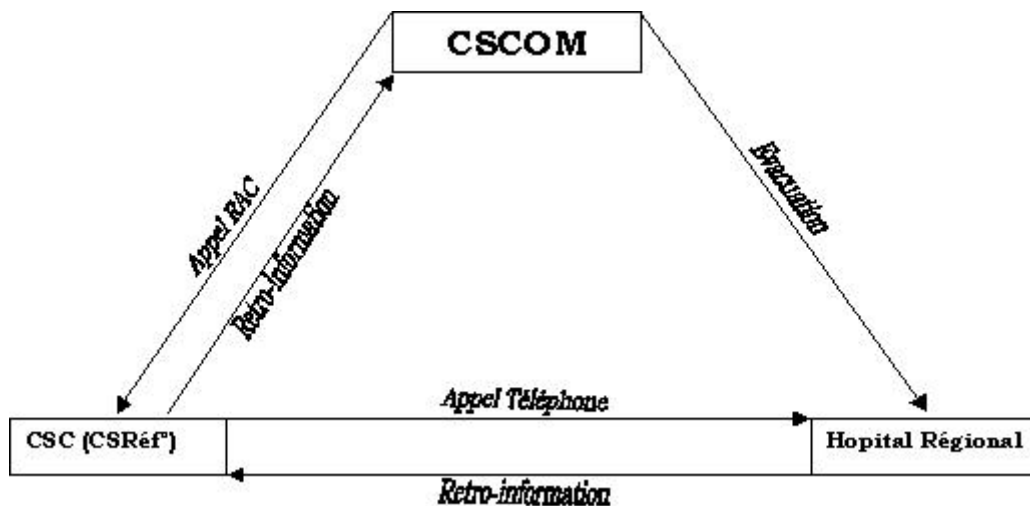 CSCOM
Appel RAC
Retro-information
Evacuation
Appel Téléphone
CSC (CSRéf°)
Hopital Régional
Retro-information